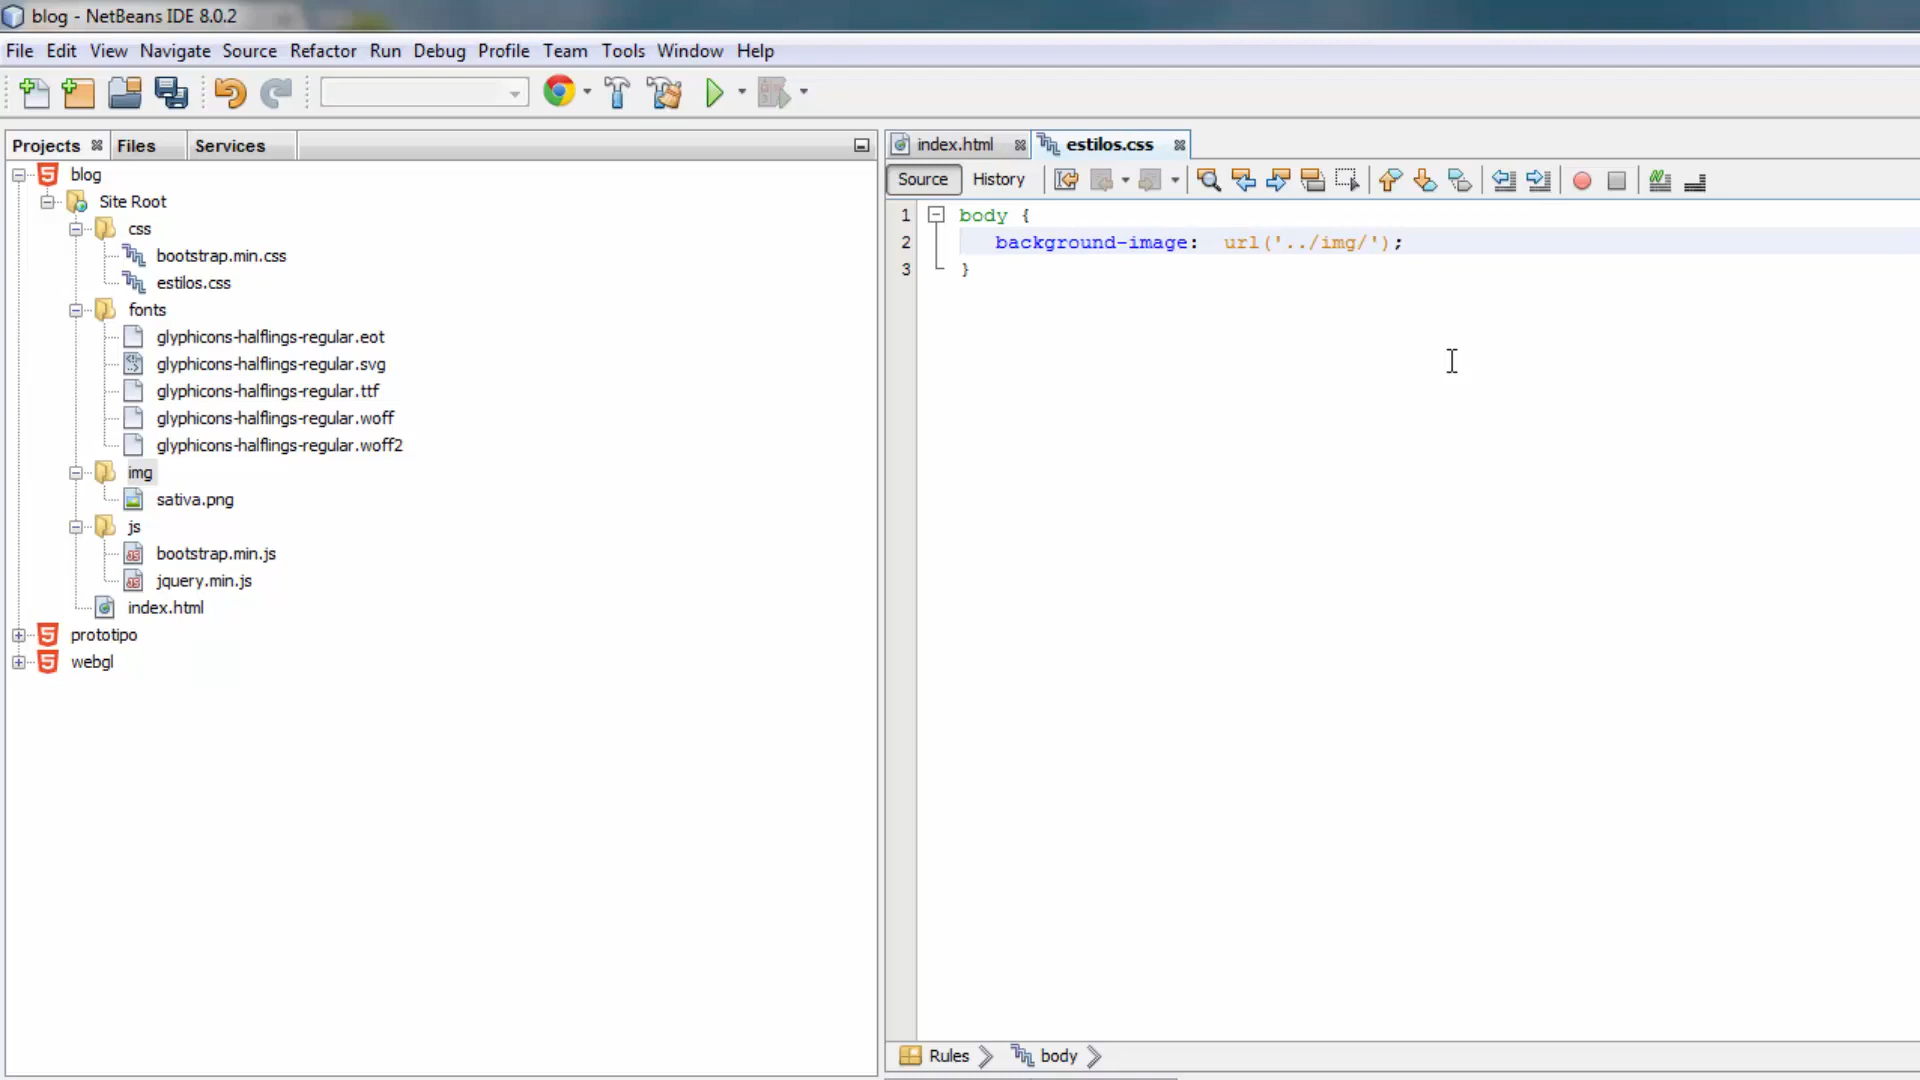 blog - NetBeans IDE 8.0.2
File Edit View Navigate Source Refactor Run Debug Profile Team Tools Window Help
Projects Files Services
index.html estilos.css
Source History
blog
Site Root
css
bootstrap.min.css
estilos.css
fonts
glyphicons-halflings-regular.eot
glyphicons-halflings-regular.svg
glyphicons-halflings-regular.ttf
glyphicons-halflings-regular.woff
glyphicons-halflings-regular.woff2
img
sativa.png
js
bootstrap.min.js
jquery.min.js
index.html
prototipo
webgl
1 body {
2 background-image: url('../img/');
3 }
Rules body